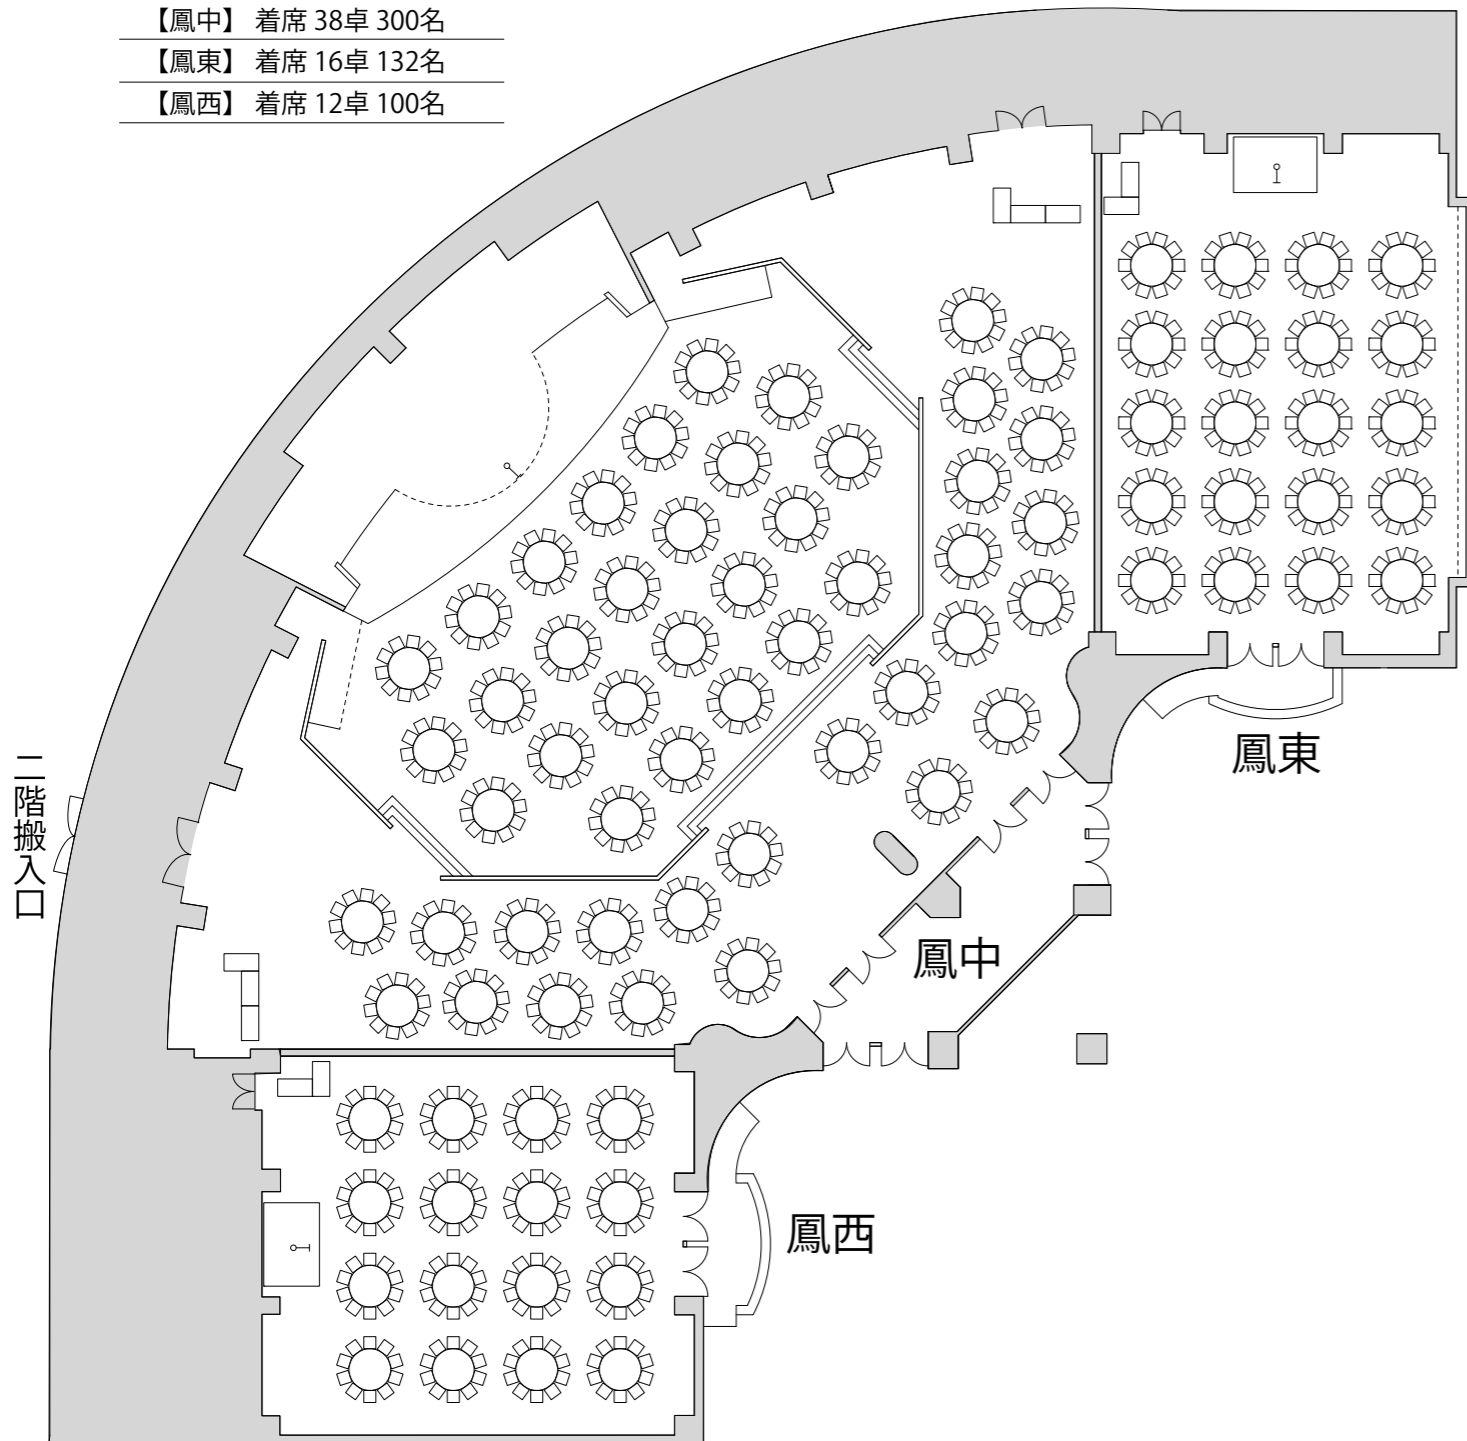 【鳳中】 着席 38卓 300名
【鳳東】 着席 16卓 132名
【鳳西】 着席 12卓 100名
鳳東
二階搬入口
鳳中
鳳西